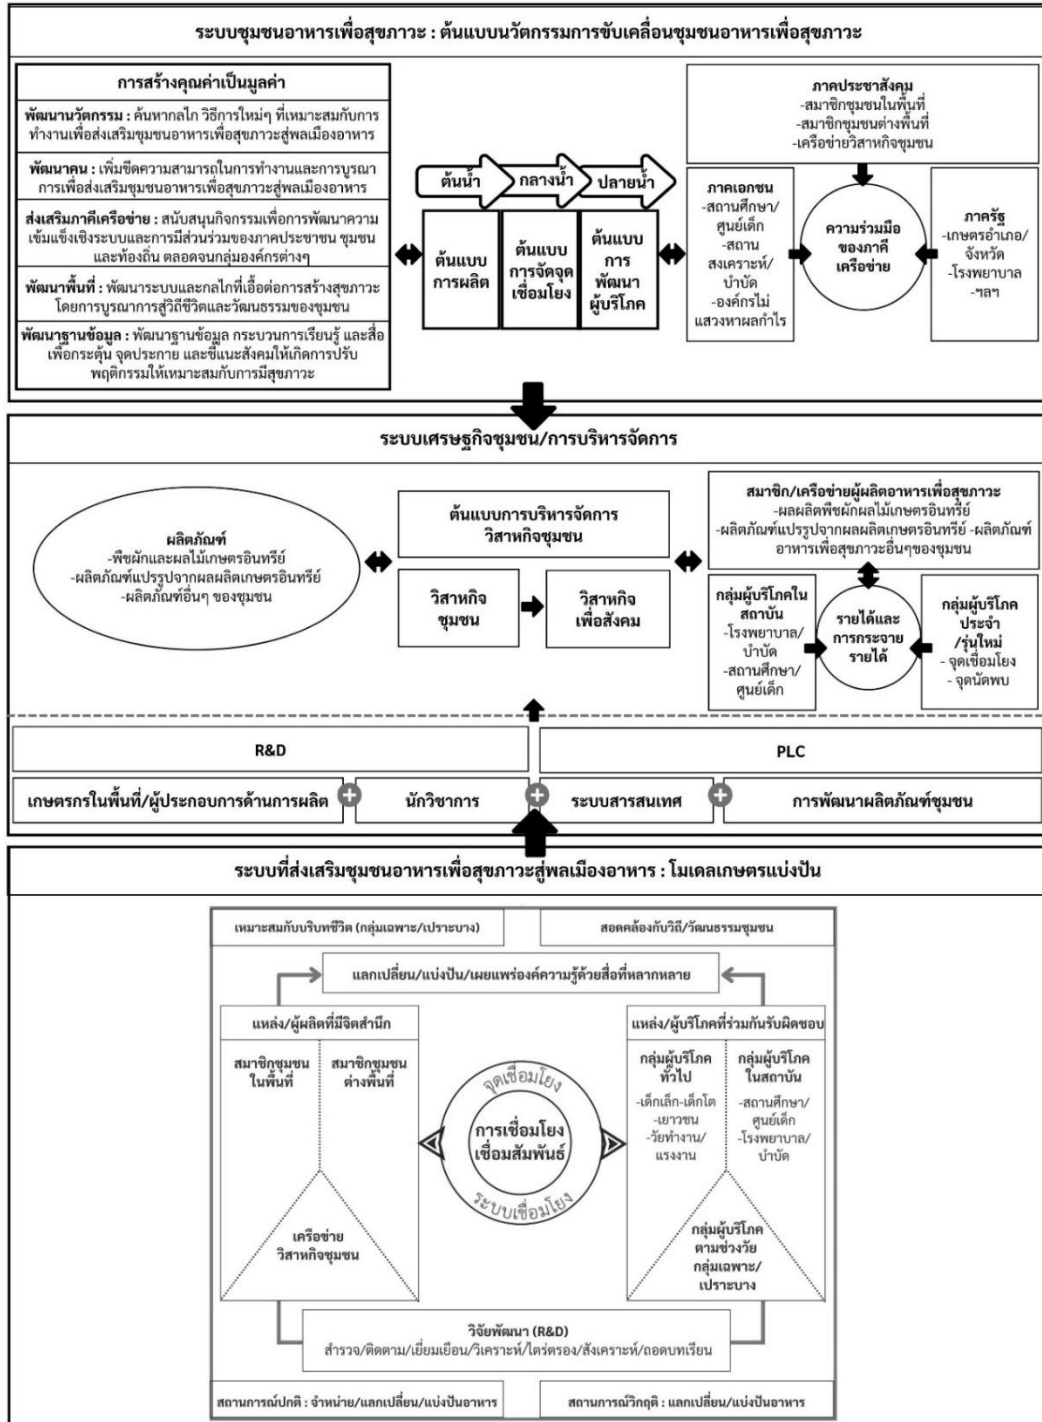 ระบบชุมชนอาหารเพื่อสุขภาวะ : ต้นแบบนวัตกรรมการขับเคลื่อนชุมชนอาหารเพื่อสุขภาวะ
การสร้างคุณค่าเป็นมูลค่า
พัฒนานวัตกรรม : ค้นหากลไก วิธีการใหม่ๆ ที่เหมาะสมกับการ
ทำงานเพื่อส่งเสริมชุมชนอาหารเพื่อสุขภาวะสู่พลเมืองอาหาร
พัฒนาคน : เพิ่มขีดความสามารถในการทำงานและการบูรณา
การเพื่อส่งเสริมชุมชนอาหารเพื่อสุขภาวะสู่พลเมืองอาหาร
ส่งเสริมภาคีเครือข่าย : สนับสนุนกิจกรรมเพื่อการพัฒนาความ
เข้มแข็งเชิงระบบและการมีส่วนร่วมของภาคประชาชน ชุมชน
และท้องถิ่น ตลอดจนกลุ่มองค์กรต่างๆ
พัฒนาพื้นที่ : พัฒนาระบบและกลไกที่เอื้อต่อการสร้างสุขภาวะ
โดยการบูรณาการสู่วิถีชีวิตและวัฒนธรรมของชุมชน
พัฒนาฐานข้อมูล : พัฒนาฐานข้อมูล กระบวนการเรียนรู้ และสื่อ
เพื่อกระตุ้น จุดประกาย และชี้แนะสังคมให้เกิดการปรับ
พฤติกรรมให้เหมาะสมกับการมีสุขภาวะ
ต้นน้ำ
กลางน้ำ
ปลายน้ำ
ต้นแบบ
การผลิต
ต้นแบบ
การจัดจุด
เชื่อมโยง
ต้นแบบ
การ
พัฒนา
ผู้บริโภค
ภาคประชาสังคม
-สมาชิกชุมชนในพื้นที่
-สมาชิกชุมชนต่างพื้นที่
-เครือข่ายวิสาหกิจชุมชน
ภาคเอกชน
-สถานศึกษา/
ศูนย์เด็ก
-สถาน
สงเคราะห์/
บำบัด
-องค์กรไม่
แสวงหาผลกำไร
ความร่วมมือ
ของภาคี
เครือข่าย
ภาครัฐ
-เกษตรอำเภอ/
จังหวัด
-โรงพยาบาล
-ฯลฯ
ระบบเศรษฐกิจชุมชน/การบริหารจัดการ
ผลิตภัณฑ์
-พืชผักและผลไม้เกษตรอินทรีย์
-ผลิตภัณฑ์แปรรูปจากผลผลิตเกษตรอินทรีย์
-ผลิตภัณฑ์อื่นๆ ของชุมชน
ต้นแบบการบริหารจัดการ
วิสาหกิจชุมชน
วิสาหกิจ
ชุมชน
วิสาหกิจ
เพื่อสังคม
สมาชิก/เครือข่ายผู้ผลิตอาหารเพื่อสุขภาวะ
-ผลผลิตพืชผักผลไม้เกษตรอินทรีย์
-ผลิตภัณฑ์แปรรูปจากผลผลิตเกษตรอินทรีย์ -ผลิตภัณฑ์
อาหารเพื่อสุขภาวะอื่นๆของชุมชน
กลุ่มผู้บริโภคใน
สถาบัน
-โรงพยาบาล/
บำบัด
-สถานศึกษา/
ศูนย์เด็ก
รายได้และ
การกระจาย
รายได้
กลุ่มผู้บริโภค
ประจำ
/รุ่นใหม่
- จุดเชื่อมโยง
- จุดนัดพบ
R&D
PLC
เกษตรกรในพื้นที่/ผู้ประกอบการด้านการผลิต
+
นักวิชาการ
+
ระบบสารสนเทศ
+
การพัฒนาผลิตภัณฑ์ชุมชน
ระบบที่ส่งเสริมชุมชนอาหารเพื่อสุขภาวะสู่พลเมืองอาหาร : โมเดลเกษตรแบ่งปัน
เหมาะสมกับบริบทชีวิต (กลุ่มเฉพาะ/เปราะบาง)
สอดคล้องกับวิถี/วัฒนธรรมชุมชน
แลกเปลี่ยน/แบ่งปัน/เผยแพร่องค์ความรู้ด้วยสื่อที่หลากหลาย
แหล่ง/ผู้ผลิตที่มีจิตสำนึก
สมาชิกชุมชน
ในพื้นที่
สมาชิกชุมชน
ต่างพื้นที่
เครือข่าย
วิสาหกิจชุมชน
จุดเชื่อมโยง
การเชื่อมโยง
เชื่อมสัมพันธ์
ระบบเชื่อมโยง
แหล่ง/ผู้บริโภคที่ร่วมกันรับผิดชอบ
กลุ่มผู้บริโภค
ทั่วไป
-เด็กเล็ก-เด็กโต
-เยาวชน
-วัยทำงาน/
แรงงาน
กลุ่มผู้บริโภค
ในสถาบัน
-สถานศึกษา/
ศูนย์เด็ก
-โรงพยาบาล/
บำบัด
กลุ่มผู้บริโภค
ตามช่วงวัย
กลุ่มเฉพาะ/
เปราะบาง
วิจัยพัฒนา (R&D)
สำรวจ/ติดตาม/เยี่ยมเยือน/วิเคราะห์/ไตร่ตรอง/สังเคราะห์/ถอดบทเรียน
สถานการณ์ปกติ : จำหน่าย/แลกเปลี่ยน/แบ่งปันอาหาร
สถานการณ์วิกฤติ : แลกเปลี่ยน/แบ่งปันอาหาร